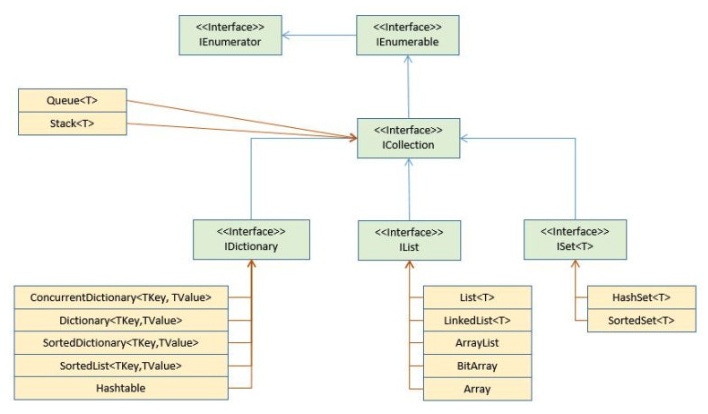 <<Interface>>
IEnumerator
<<Interface>>
IEnumerable
Queue<T>
Stack<T>
<<Interface>>
ICollection
<<Interface>>
IDictionary
<<Interface>>
IList
<<Interface>>
ISet<T>
ConcurrentDictionary<TKey, TValue>
Dictionary<TKey,TValue>
SortedDictionary<TKey,TValue>
SortedList<TKey,TValue>
Hashtable
List<T>
LinkedList<T>
ArrayList
BitArray
Array
HashSet<T>
SortedSet<T>